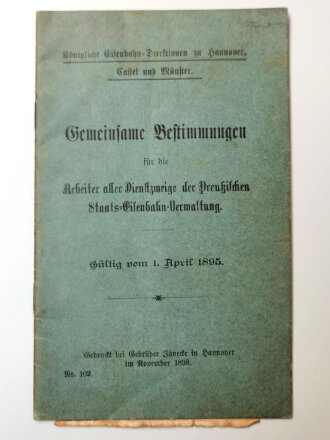 Königliche Eisenbahn-Direktionen zu Hannover,
Cassel und Münster.
Gemeinsame Bestimmungen
für die
Arbeiter aller Dienstzweige der Preußischen
Staats-Eisenbahn-Verwaltung.
Gültig vom 1. April 1895.
Gedruckt bei Gebrüder Jänecke in Hannover
im November 1898.
Nr. 102.